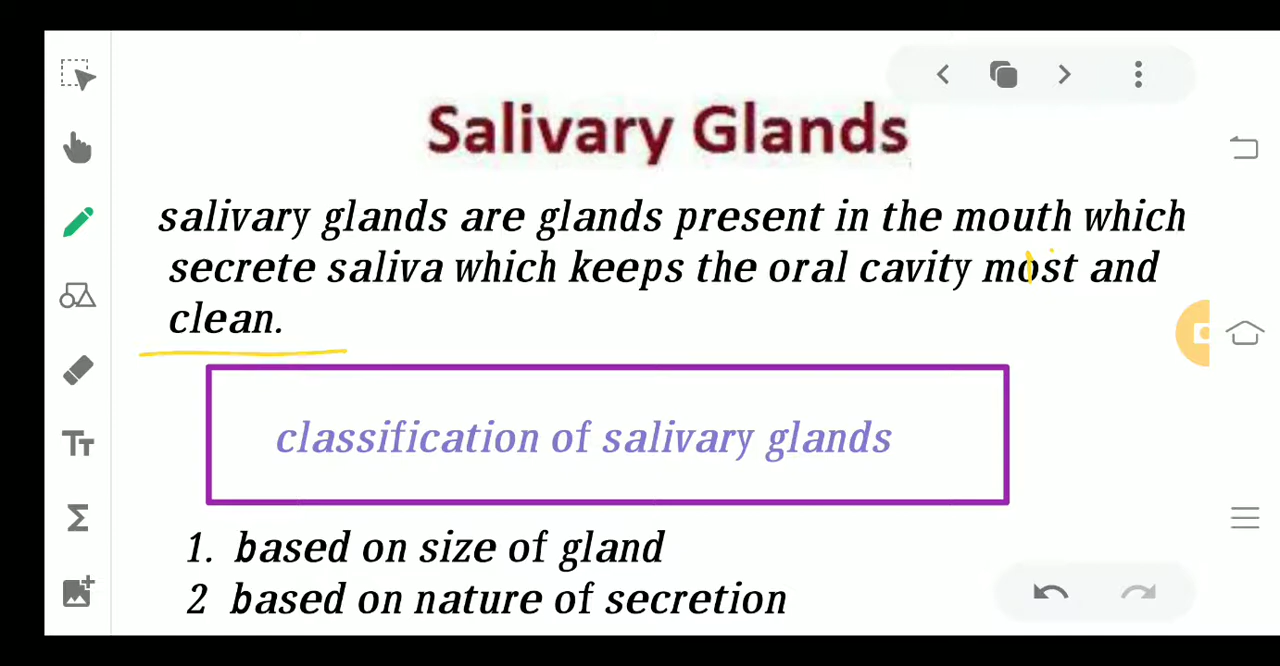 Salivary Glands
salivary glands are glands present in the mouth which
secrete saliva which keeps the oral cavity most and
clean.
classification of salivary glands
1. based on size of gland
2 based on nature of secretion